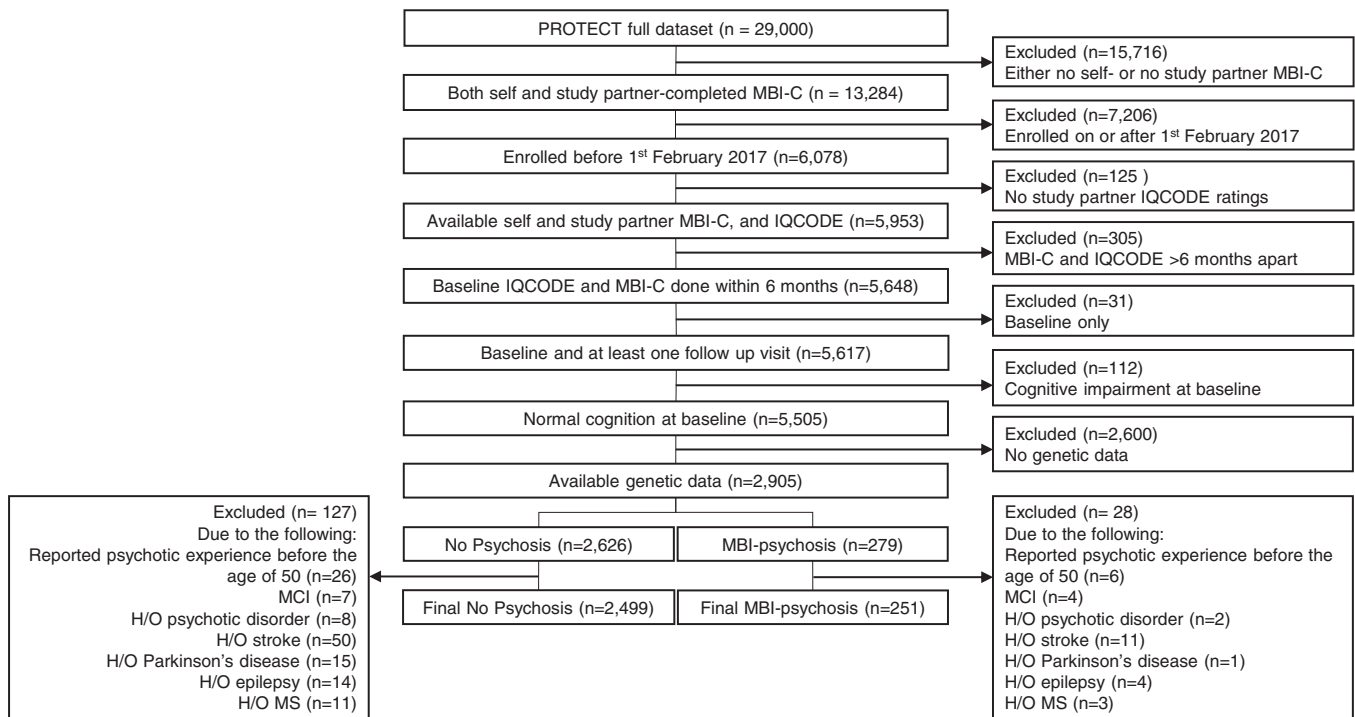 PROTECT full dataset (n = 29,000)
Excluded (n=15,716)
Either no self- or no study partner MBI-C
Both self and study partner-completed MBI-C (n = 13,284)
Excluded (n=7,206)
Enrolled on or after 1st February 2017
Enrolled before 1st February 2017 (n=6,078)
Excluded (n=125 )
No study partner IQCODE ratings
Available self and study partner MBI-C, and IQCODE (n=5,953)
Excluded (n=305)
MBI-C and IQCODE >6 months apart
Baseline IQCODE and MBI-C done within 6 months (n=5,648)
Excluded (n=31)
Baseline only
Baseline and at least one follow up visit (n=5,617)
Excluded (n=112)
Cognitive impairment at baseline
Normal cognition at baseline (n=5,505)
Excluded (n=2,600)
No genetic data
Available genetic data (n=2,905)
Excluded (n= 127)
Due to the following:
Reported psychotic experience before the
age of 50 (n=26)
MCI (n=7)
H/O psychotic disorder (n=8)
H/O stroke (n=50)
H/O Parkinson's disease (n=15)
H/O epilepsy (n=14)
H/O MS (n=11)
No Psychosis (n=2,626)
MBI-psychosis (n=279)
Final No Psychosis (n=2,499)
Final MBI-psychosis (n=251)
Excluded (n= 28)
Due to the following:
Reported psychotic experience before the
age of 50 (n=6)
MCI (n=4)
H/O psychotic disorder (n=2)
H/O stroke (n=11)
H/O Parkinson's disease (n=1)
H/O epilepsy (n=4)
H/O MS (n=3)